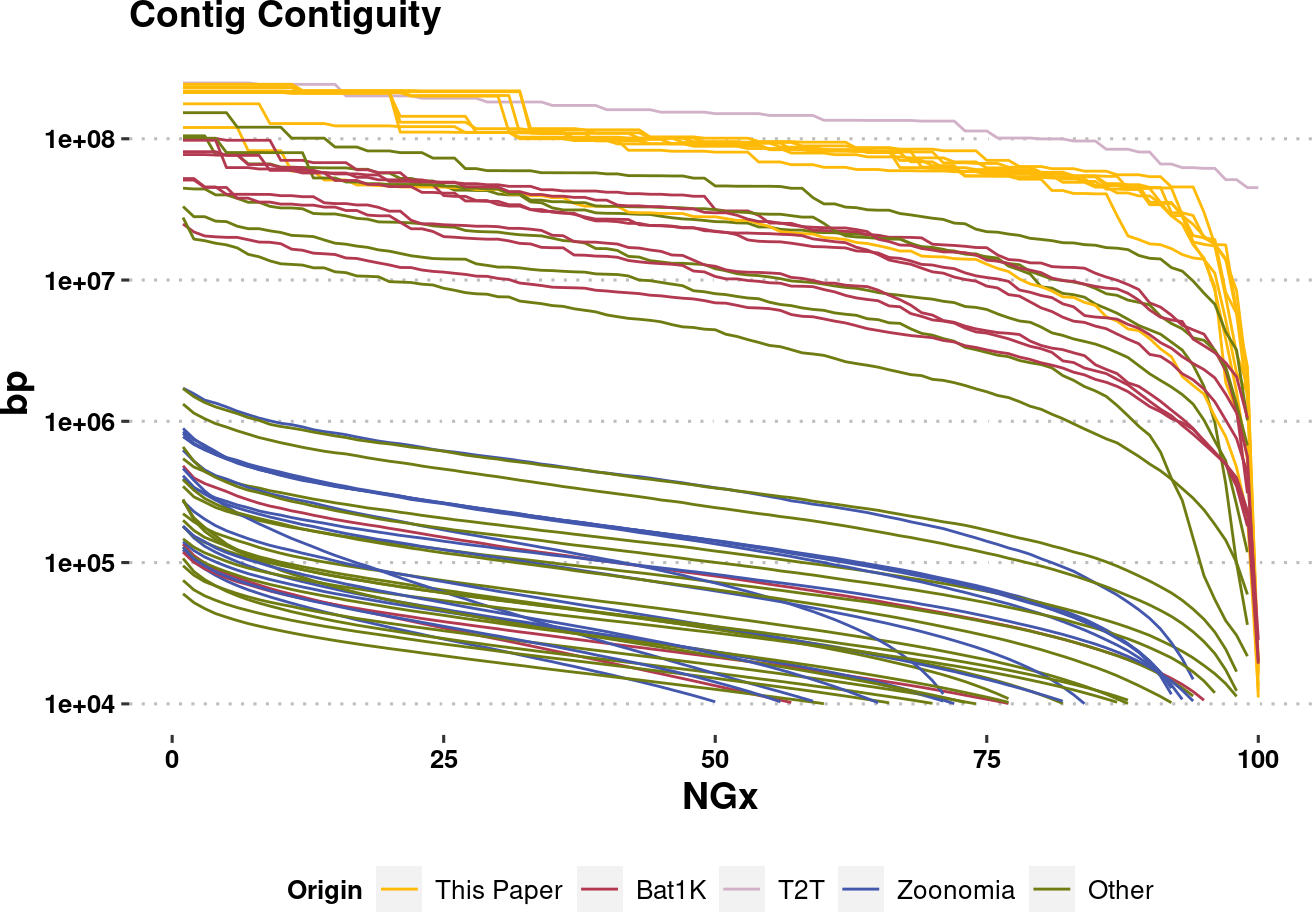 Contig Contiguity
1e+08
1e+07
1e+06
1e+05
1e+04
bp
0 25 50 75 100
NGx
Origin This Paper Bat1K T2T Zoonomia Other